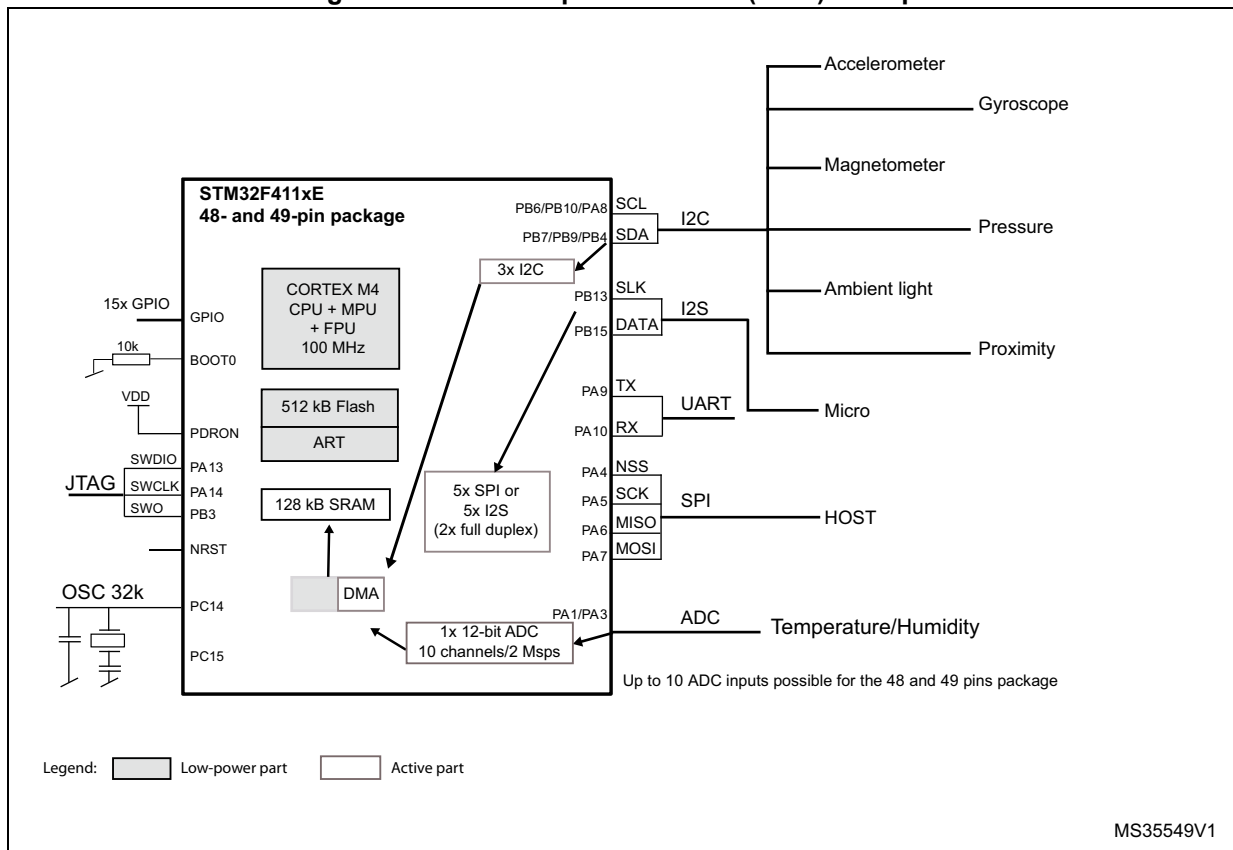 STM32F411xE
48- and 49-pin package
CORTEX M4
CPU + MPU
+ FPU
100 MHz
512 kB Flash
ART
128 kB SRAM
DMA
3x I2C
5x SPI or
5x I2S
(2x full duplex)
1x 12-bit ADC
10 channels/2 Msps
15x GPIO
GPIO
10k
BOOT0
VDD
PDRON
JTAG
SWDIO
PA13
SWCLK
PA14
SWO
PB3
NRST
OSC 32k
PC14
PC15
PB6/PB10/PA8
SCL
PB7/PB9/PB4
SDA
I2C
PB13
SLK
PB15
DATA
I2S
PA9
TX
PA10
RX
UART
PA4
NSS
PA5
SCK
PA6
MISO
PA7
MOSI
SPI
PA1/PA3
ADC
Accelerometer
Gyroscope
Magnetometer
Pressure
Ambient light
Proximity
Micro
HOST
Temperature/Humidity
Up to 10 ADC inputs possible for the 48 and 49 pins package
Legend:
Low-power part
Active part
MS35549V1